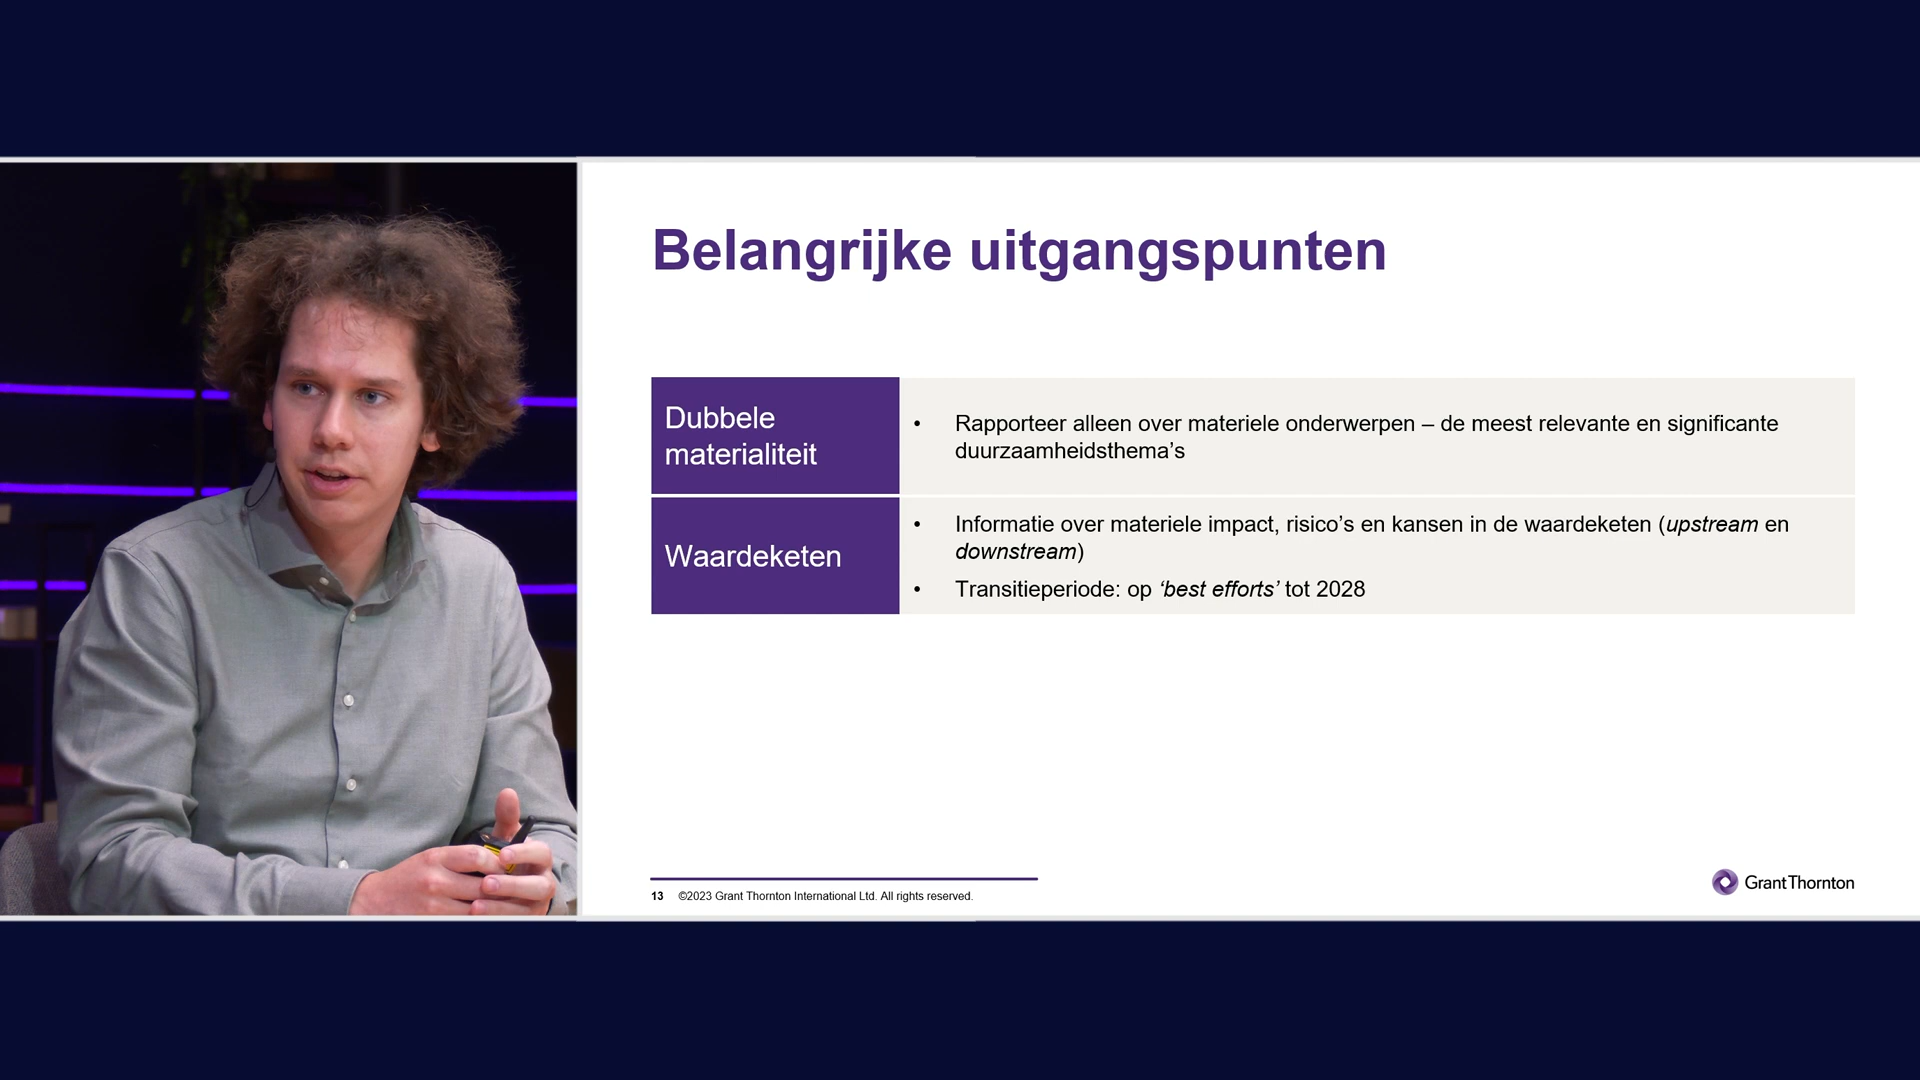 Belangrijke uitgangspunten
Dubbele
materialiteit
• Rapporteer alleen over materiele onderwerpen – de meest relevante en significante
duurzaamheidsthema’s
Waardeketen
• Informatie over materiele impact, risico’s en kansen in de waardeketen (upstream en
downstream)
• Transitieperiode: op ‘best efforts’ tot 2028
13 ©2023 Grant Thornton International Ltd. All rights reserved.
GrantThornton